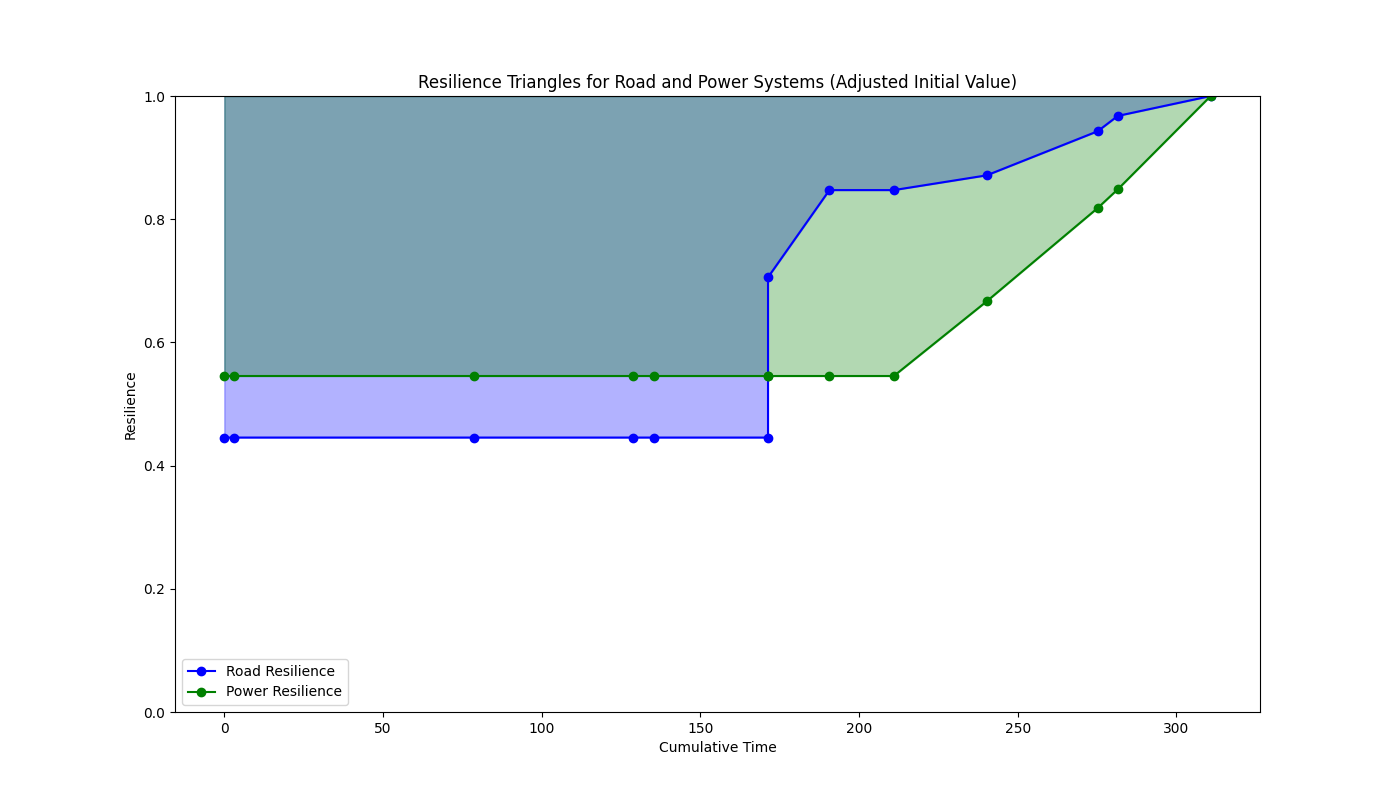 Resilience Triangles for Road and Power Systems (Adjusted Initial Value)
1.0
0.8
0.6
0.4
0.2
0.0
Resilience
Road Resilience
Power Resilience
0 50 100 150 200 250 300
Cumulative Time